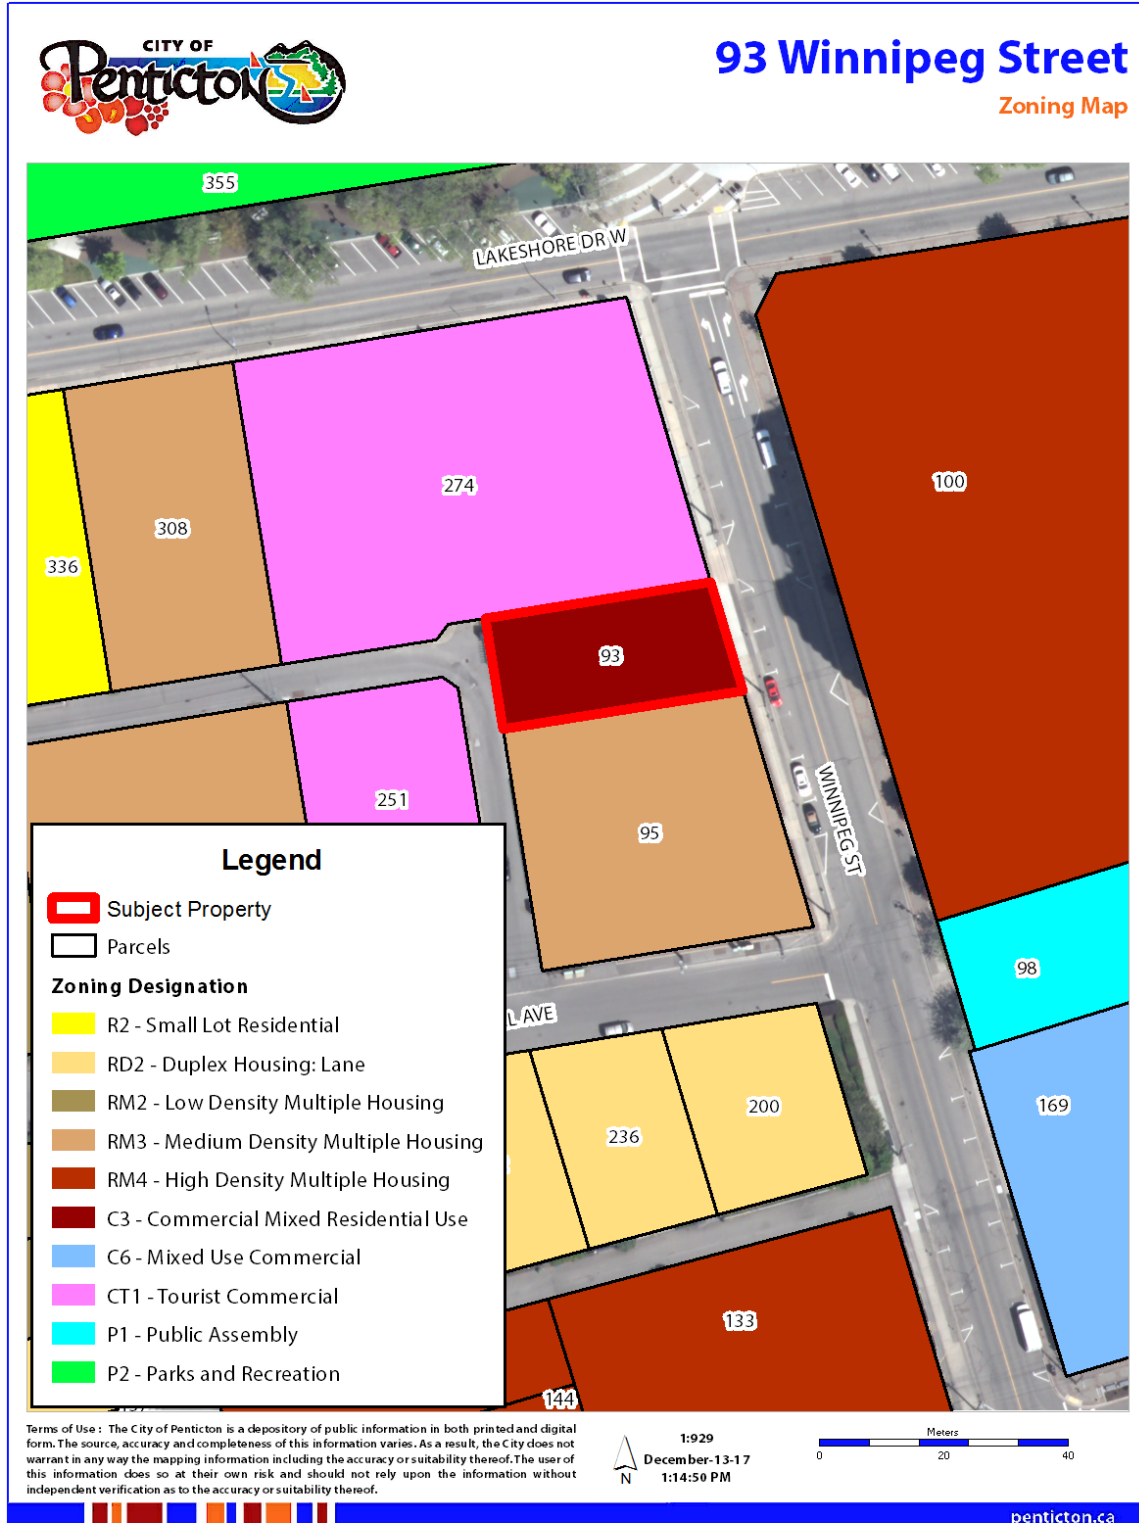 CITY OF
Penticton
93 Winnipeg Street
Zoning Map
355
LAKESHORE DR W
274
100
308
336
93
251
95
WINNIPEG ST
98
L AVE
169
200
236
133
144
Legend
Subject Property
Parcels
Zoning Designation
R2 - Small Lot Residential
RD2 - Duplex Housing: Lane
RM2 - Low Density Multiple Housing
RM3 - Medium Density Multiple Housing
RM4 - High Density Multiple Housing
C3 - Commercial Mixed Residential Use
C6 - Mixed Use Commercial
CT1 - Tourist Commercial
P1 - Public Assembly
P2 - Parks and Recreation
Terms of Use : The City of Penticton is a depository of public information in both printed and digital
form. The source, accuracy and completeness of this information varies. As a result, the City does not
warrant in any way the mapping information including the accuracy or suitability thereof. The user of
this information does so at their own risk and should not rely upon the information without
independent verification as to the accuracy or suitability thereof.
N
1:929
December-13-17
1:14:50 PM
Meters
0 20 40
penticton.ca